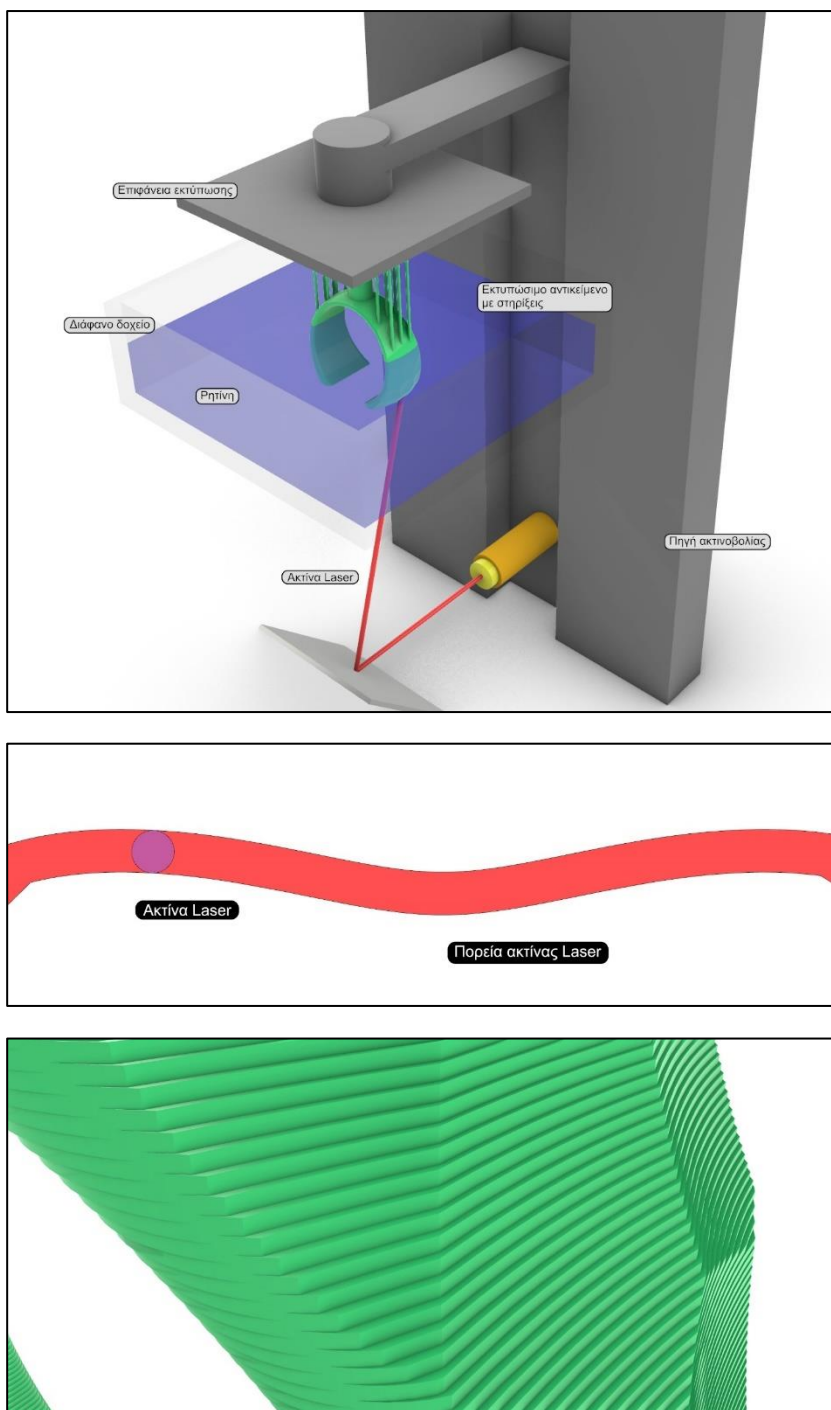 Επιφάνεια εκτύπωσης
Εκτυπώσιμο αντικείμενο
με στηρίξεις
Διάφανο δοχείο
Ρητίνη
Πηγή ακτινοβολίας
Ακτίνα Laser
Ακτίνα Laser
Πορεία ακτίνας Laser